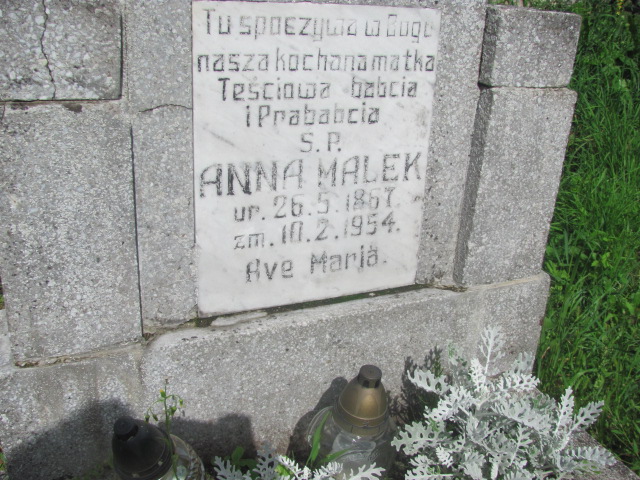 Tu spoczywa w Bogu
nasza kochana matka
Teściowa babcia
i Prababcia
S. P.
ANNA MALEK
ur. 26. 5. 1867.
zm. 10. 2. 1954.
Ave Maria.